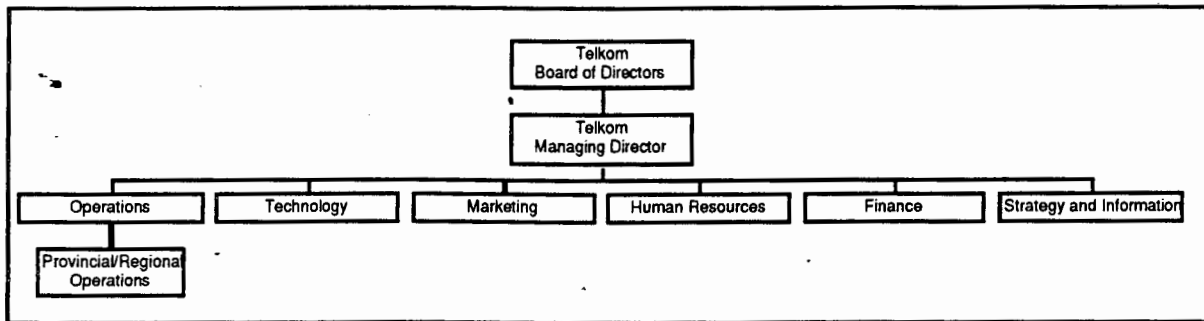 Telkom
Board of Directors
Telkom
Managing Director
Operations
Technology
Marketing
Human Resources
Finance
Strategy and Information
Provincial/Regional
Operations